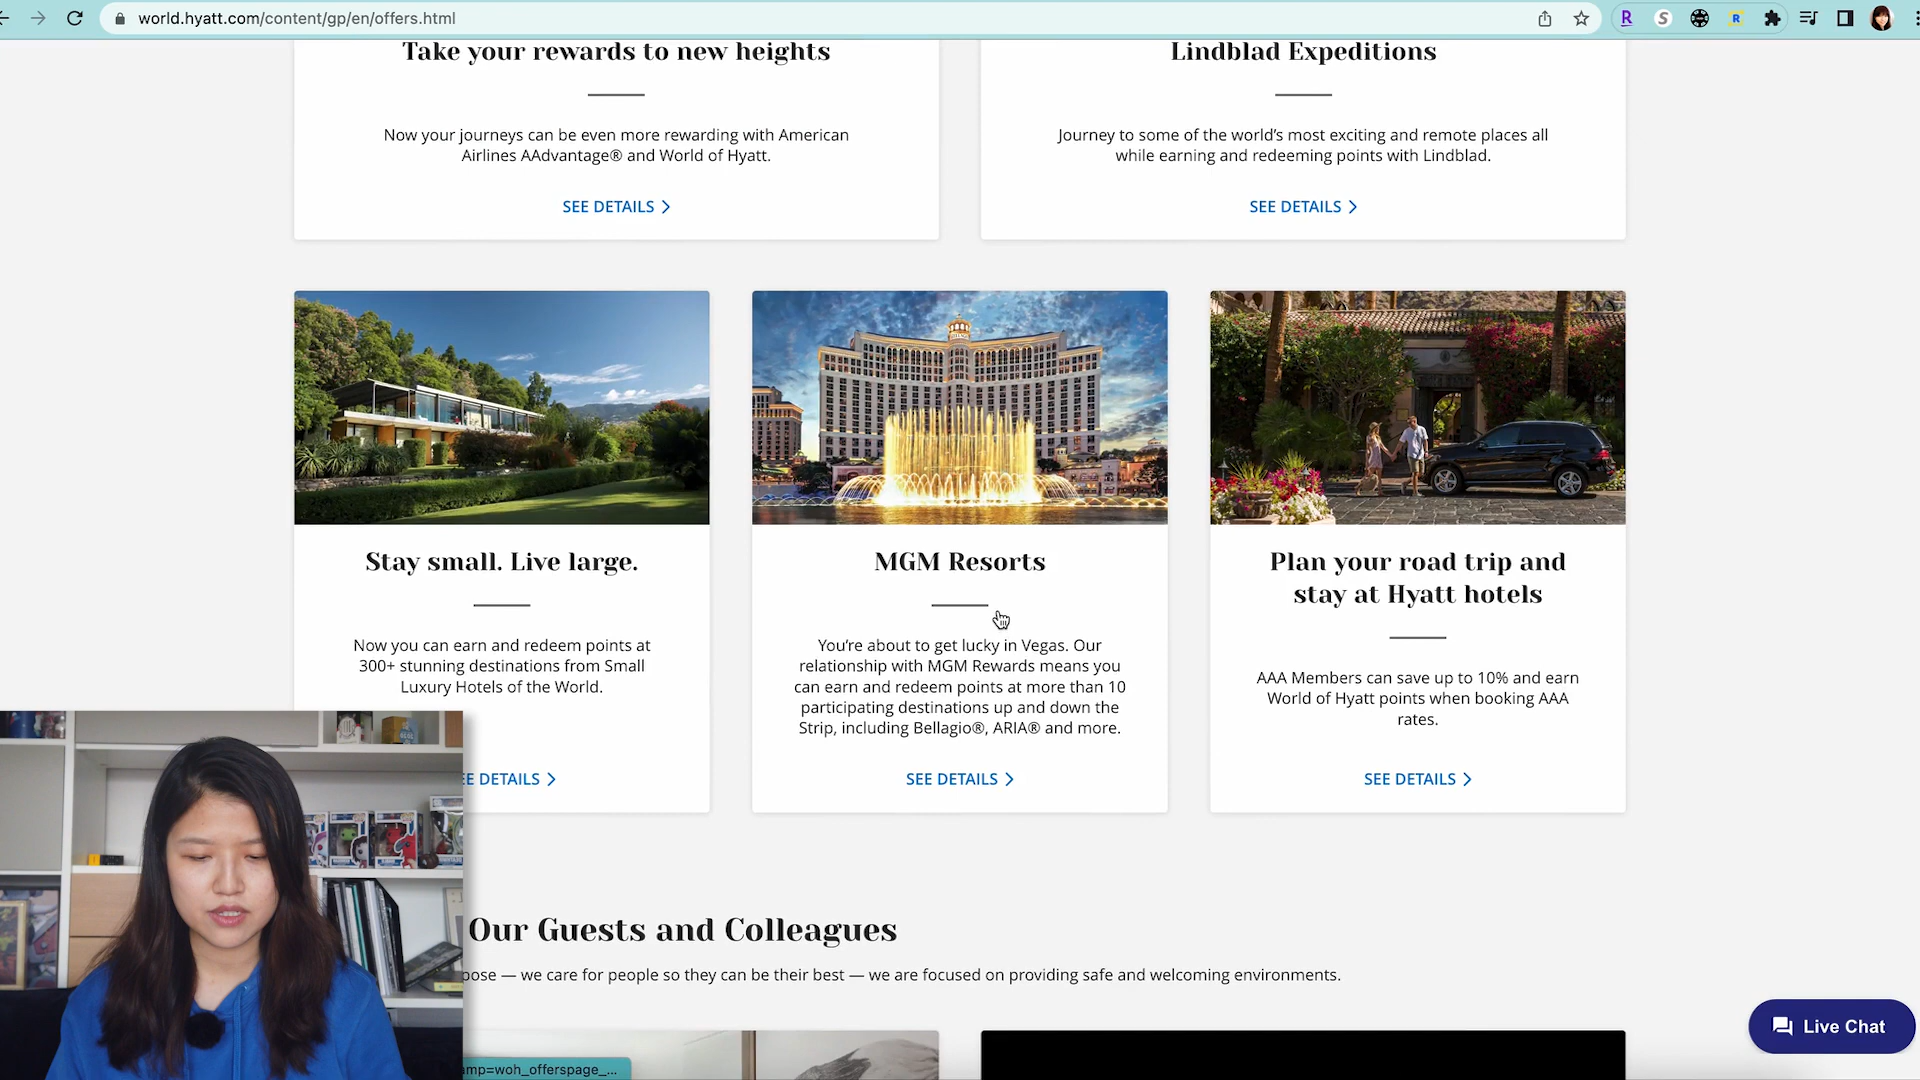 world.hyatt.com/content/gp/en/offers.html
Take your rewards to new heights
Now your journeys can be even more rewarding with American
Airlines AAdvantage® and World of Hyatt.
SEE DETAILS
Lindblad Expeditions
Journey to some of the world's most exciting and remote places all
while earning and redeeming points with Lindblad.
SEE DETAILS
Stay small. Live large.
Now you can earn and redeem points at
300+ stunning destinations from Small
Luxury Hotels of the World.
E DETAILS
MGM Resorts
You're about to get lucky in Vegas. Our
relationship with MGM Rewards means you
can earn and redeem points at more than 10
participating destinations up and down the
Strip, including Bellagio®, ARIA® and more.
SEE DETAILS
Plan your road trip and
stay at Hyatt hotels
AAA Members can save up to 10% and earn
World of Hyatt points when booking AAA
rates.
SEE DETAILS
Our Guests and Colleagues
pose — we care for people so they can be their best — we are focused on providing safe and welcoming environments.
Live Chat
amp=woh_offerspage_...